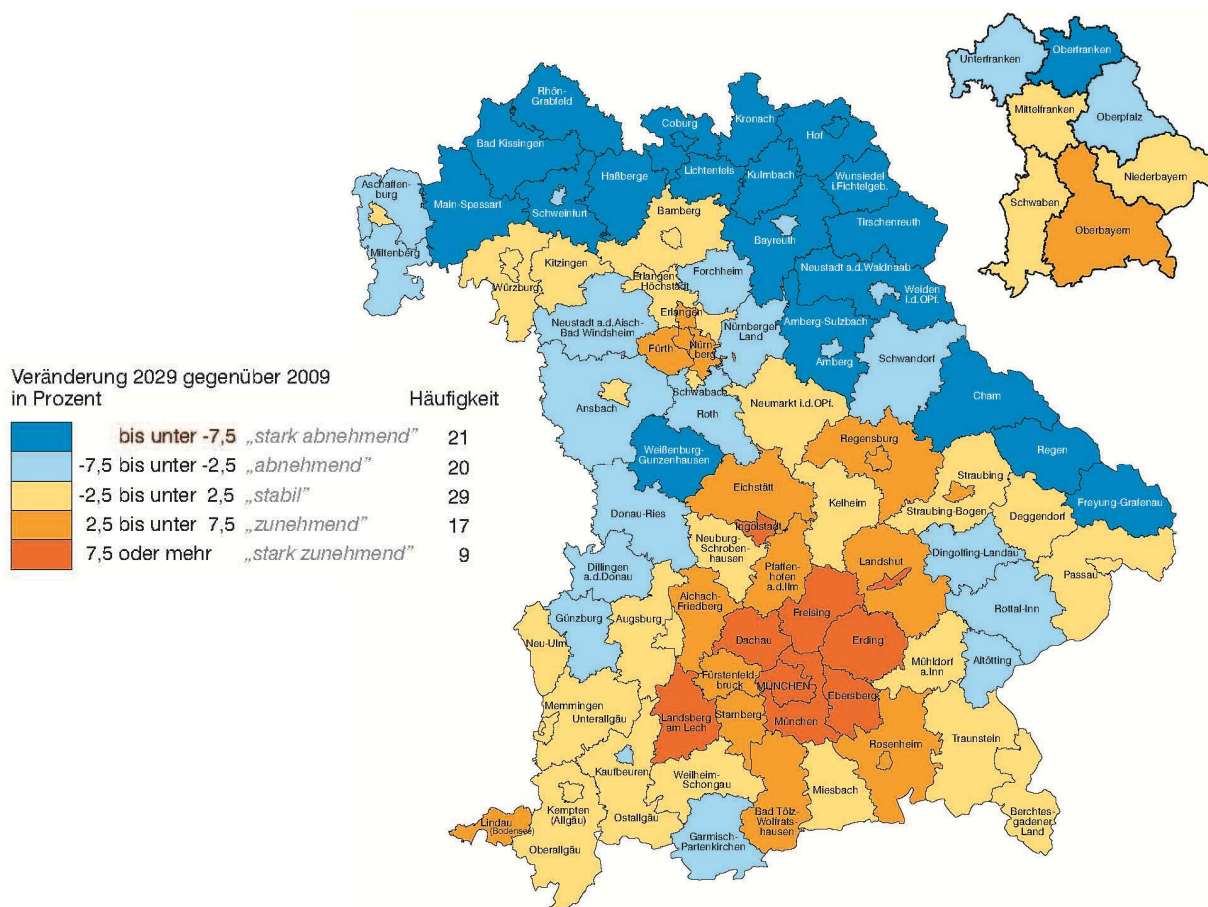 Unterfranken
Oberfranken
Mittelfranken
Oberpfalz
Niederbayern
Schwaben
Oberbayern
Rhön-
Grabfeld
Coburg
Kronach
Hof
Bad Kissingen
Lichtenfels
Kulmbach
Wunsiedel
i.Fichtelgeb.
Haßberge
Aschaffen-
burg
Main-Spessart
Schweinfurt
Bamberg
Tirschenreuth
Bayreuth
Miltenberg
Kitzingen
Würzburg
Erlangen-
Höchstadt
Forchheim
Neustadt a.d.Waldnaab
Weiden
i.d.OPf.
Neustadt a.d.Aisch-
Bad Windsheim
Erlangen
Fürth
Nürn-
berg
Nürnberger
Land
Amberg-Sulzbach
Amberg
Schwandorf
Ansbach
Schwabach
Roth
Neumarkt i.d.OPf.
Cham
Weißenburg-
Gunzenhausen
Regensburg
Regen
Freyung-Grafenau
Eichstätt
Straubing
Straubing-Bogen
Deggendorf
Kelheim
Donau-Ries
Ingolstadt
Neuburg-
Schroben-
hausen
Pfaffen-
hofen
a.d.Ilm
Landshut
Dingolfing-Landau
Passau
Dillingen
a.d.Donau
Aichach-
Friedberg
Rottal-Inn
Günzburg
Augsburg
Freising
Neu-Ulm
Dachau
Erding
Mühldorf
a.Inn
Altötting
Fürstenfeld-
bruck
MÜNCHEN
Ebersberg
Memmingen
Unterallgäu
Landsberg
am Lech
Starnberg
München
Rosenheim
Traunstein
Kaufbeuren
Weilheim-
Schongau
Miesbach
Lindau
(Bodensee)
Kempten
(Allgäu)
Ostallgäu
Bad Tölz-
Wolfrats-
hausen
Berchtes-
gadener
Land
Oberallgäu
Garmisch-
Partenkirchen
Veränderung 2029 gegenüber 2009
in Prozent Häufigkeit
bis unter -7,5 „stark abnehmend” 21
-7,5 bis unter -2,5 „abnehmend” 20
-2,5 bis unter 2,5 „stabil” 29
2,5 bis unter 7,5 „zunehmend” 17
7,5 oder mehr „stark zunehmend” 9